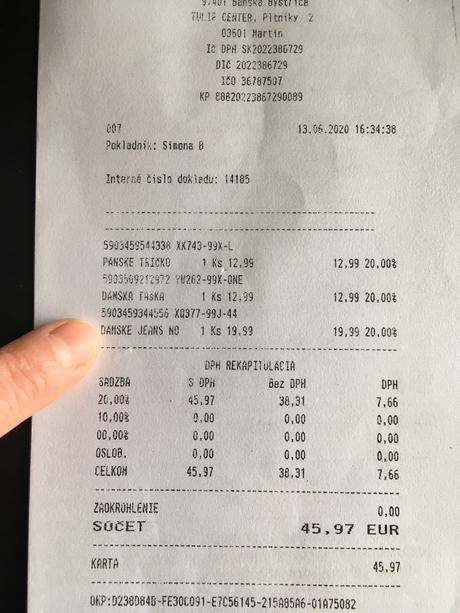 97401 Banská Bystrica
TULIP CENTER, Pltníky 2
03601 Martin
IČ DPH SK2022386729
DIČ 2022386729
IČO 36787507
KP 88820223867290089
007 13.06.2020 16:34:38
Pokladník: Simona B
Interné číslo dokladu: 14185
5903459544338 XK743-99X-L
PANSKE TRIČKO 1 Ks 12,99 12,99 20,00%
5903509212972 YU262-99X-ONE
DAMSKA TAŠKA 1 Ks 12,99 12,99 20,00%
5903459344556 XQ377-99J-44
DANSKE JEANS NO 1 Ks 19,99 19,99 20,00%
DPH REKAPITULÁCIA
SADZBA S DPH Bez DPH DPH
20,00% 45,97 38,31 7,66
10,00% 0,00 0,00 0,00
00,00% 0,00 0,00 0,00
OSLOB. 0,00 0,00 0,00
CELKOM 45,97 38,31 7,66
ZAOKRÚHLENIE 0,00
SÚČET 45,97 EUR
KARTA 45,97
OKP:D238D84D-FE30C091-E7C56145-215A85A6-01A75082